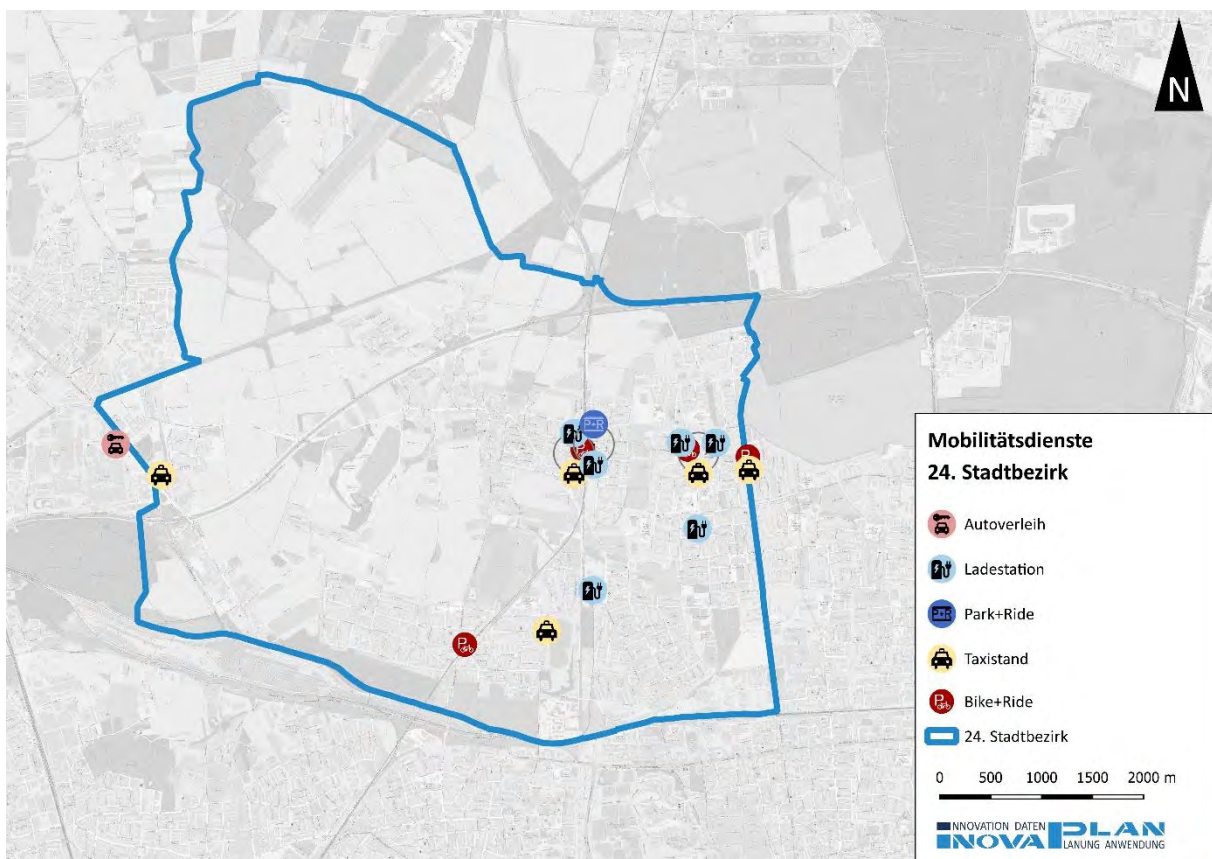 N
P+R
Mobilitätsdienste
24. Stadtbezirk
Autoverleih
Ladestation
P+R Park+Ride
Taxistand
P Bike+Ride
24. Stadtbezirk
0 500 1000 1500 2000 m
INNOVATION DATEN PLAN
INOVA PLANUNG ANWENDUNG